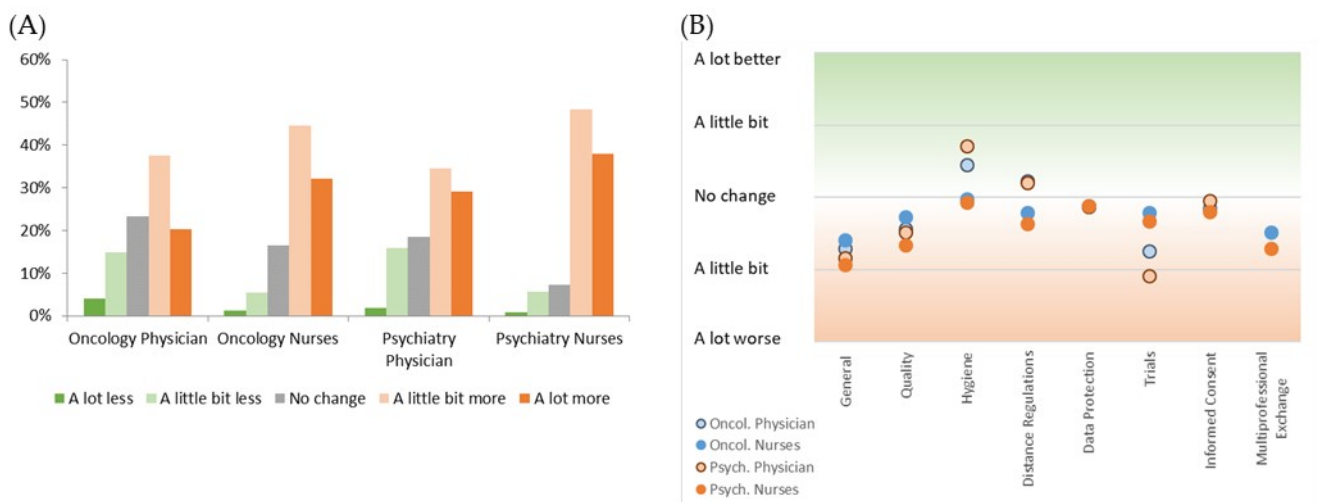 (A)
60%
50%
40%
30%
20%
10%
0%
Oncology Physician
Oncology Nurses
Psychiatry
Physician
Psychiatry Nurses
A lot less
A little bit less
No change
A little bit more
A lot more
(B)
A lot better
A little bit
No change
A little bit
A lot worse
General
Quality
Hygiene
Distance Regulations
Data Protection
Trials
Informed Consent
Multiprofessional
Exchange
Oncol. Physician
Oncol. Nurses
Psych. Physician
Psych. Nurses